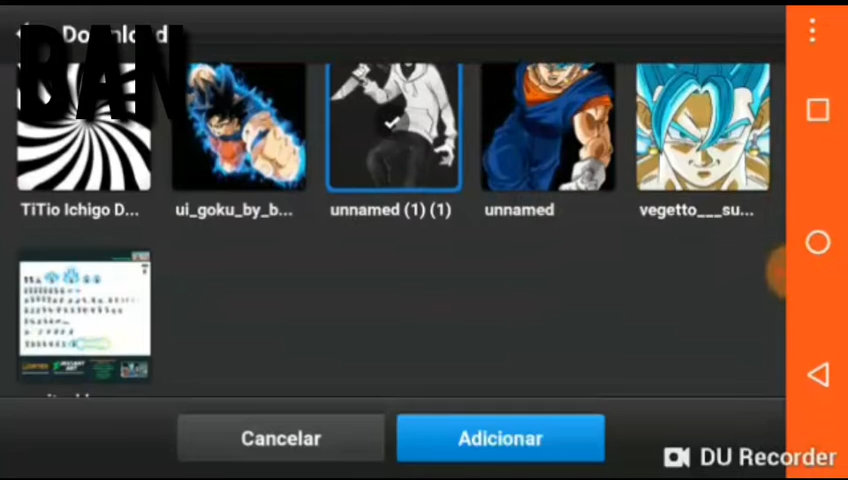 Download
BAN
TiTio Ichigo D...
ui_goku_by_b...
unnamed (1) (1)
unnamed
vegetto___su...
Cancelar
Adicionar
DU Recorder